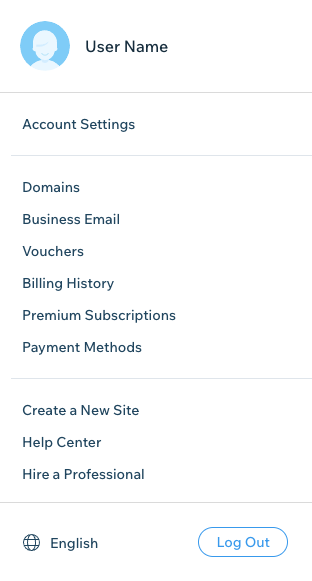 User Name
Account Settings
Domains
Business Email
Vouchers
Billing History
Premium Subscriptions
Payment Methods
Create a New Site
Help Center
Hire a Professional
English
Log Out